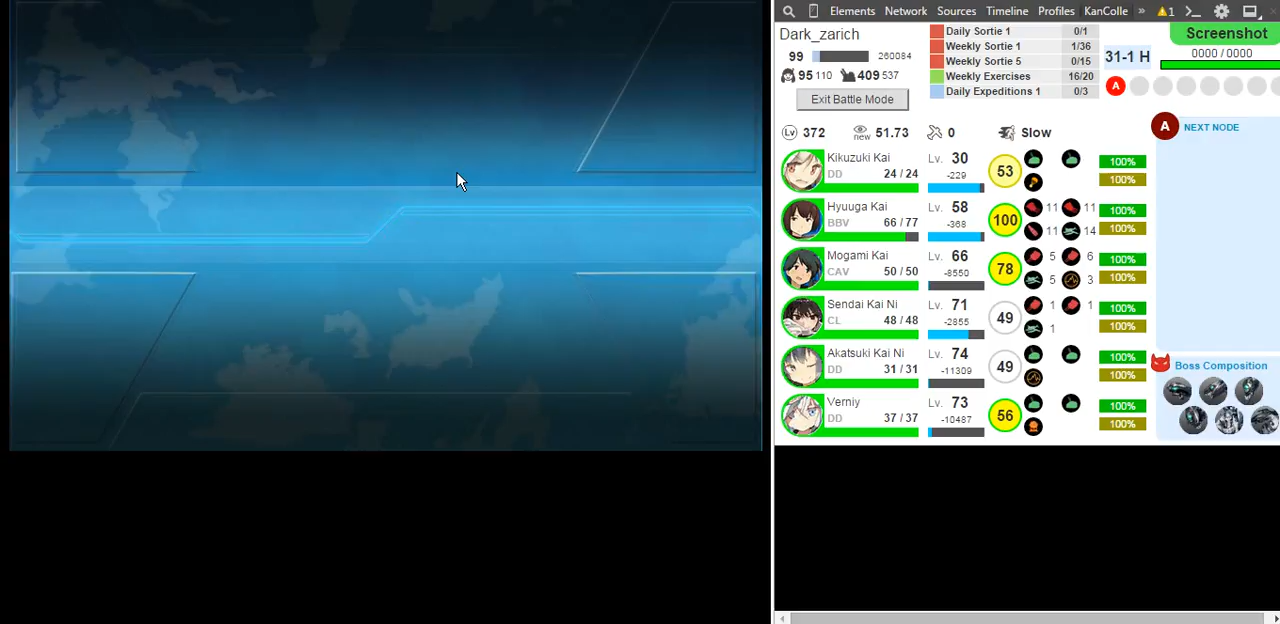 Elements Network Sources Timeline Profiles KanColle » 1
Dark_zarich
99 260084
95 110 409 537
Exit Battle Mode
Daily Sortie 1 0/1
Weekly Sortie 1 1/36
Weekly Sortie 5 0/15
Weekly Exercises 16/20
Daily Expeditions 1 0/3
31-1 H
Screenshot
0000 / 0000
A
Lv 372 new 51.73 0 Slow
A NEXT NODE
Kikuzuki Kai Lv. 30 53 100%
DD 24 / 24 -229 100%
Hyuuga Kai Lv. 58 100 11 11 100%
BBV 66 / 77 -368 11 14 100%
Mogami Kai Lv. 66 78 5 6 100%
CAV 50 / 50 -8550 5 3 100%
Sendai Kai Ni Lv. 71 49 1 1 100%
CL 48 / 48 -2855 1 100%
Akatsuki Kai Ni Lv. 74 49 100%
DD 31 / 31 -11309 100%
Verniy Lv. 73 56 100%
DD 37 / 37 -10487 100%
Boss Composition